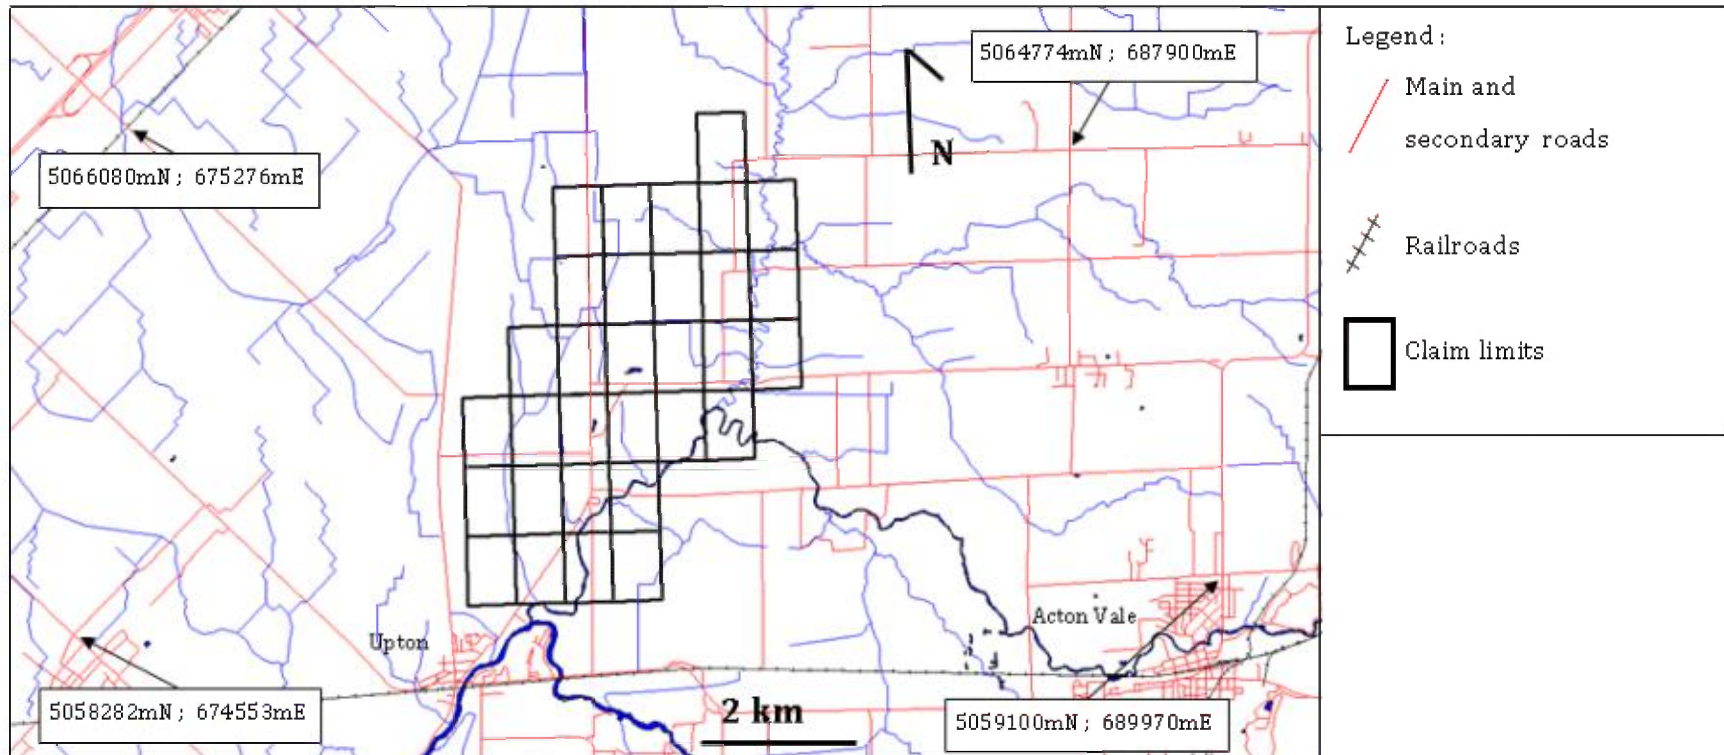 5064774mN ; 687900mE
N
5066080mN ; 675276mE
Upton
Acton Vale
5058282mN ; 674553mE
2 km
5059100mN ; 689970mE
Legend :
Main and
secondary roads
Railroads
Claim limits